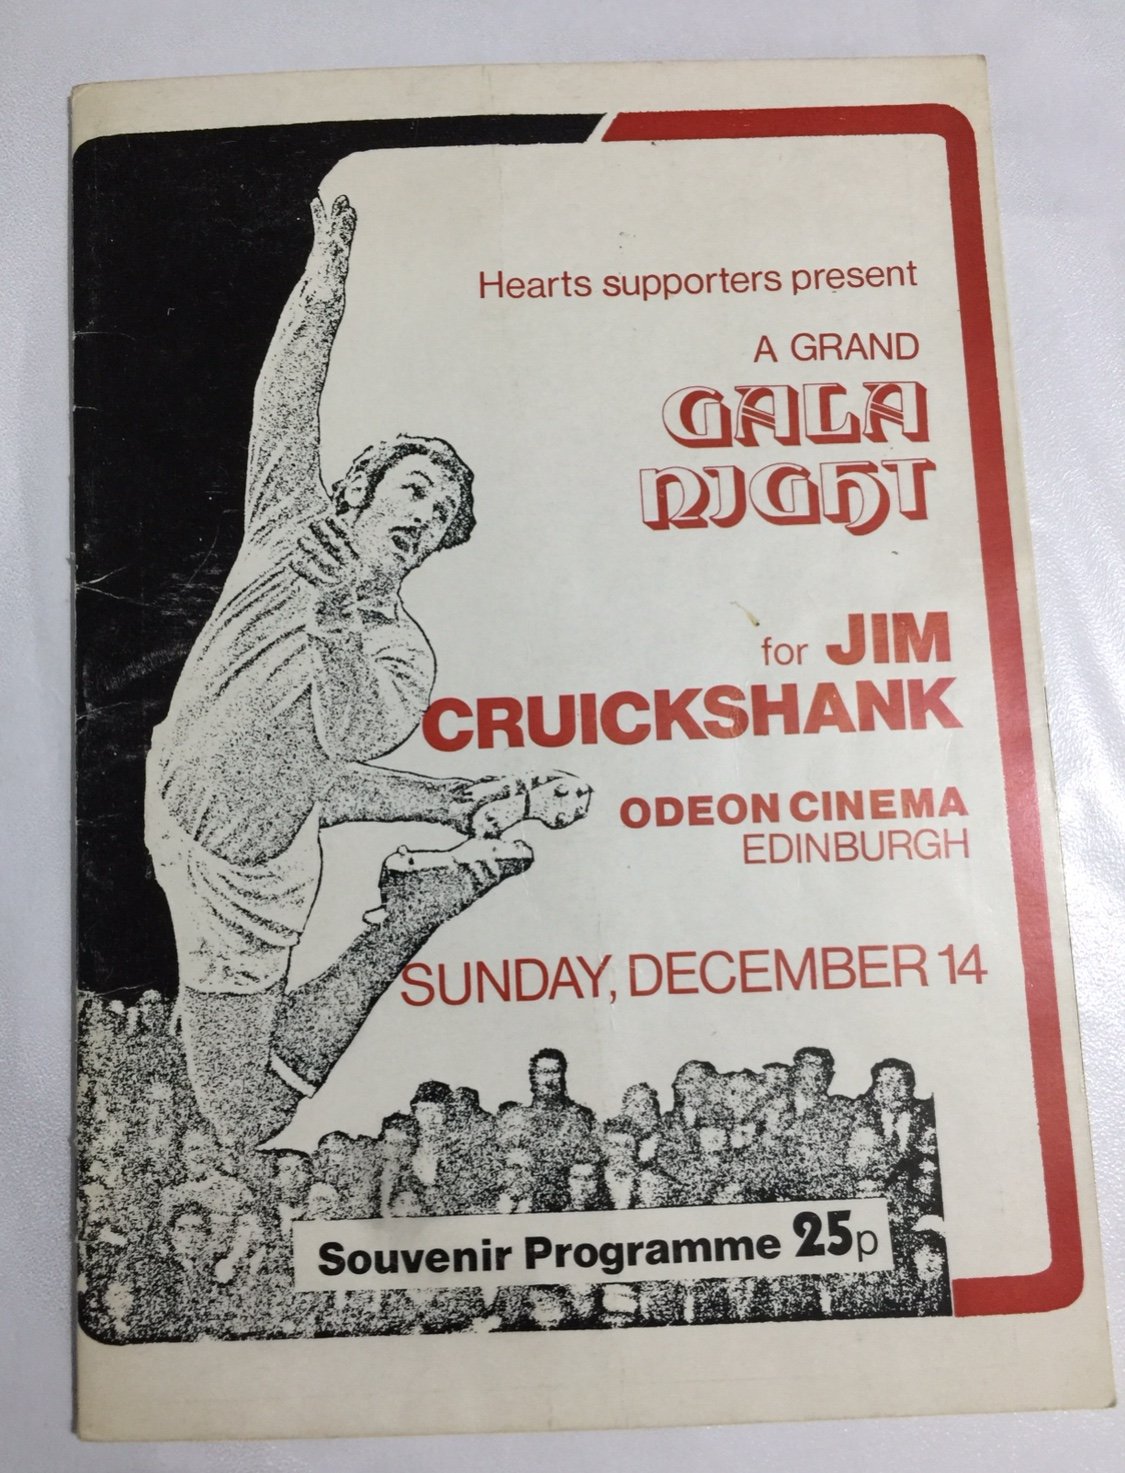 Hearts supporters present
A GRAND
GALA
NIGHT
for JIM
CRUICKSHANK
ODEON CINEMA
EDINBURGH
SUNDAY, DECEMBER 14
Souvenir Programme 25p